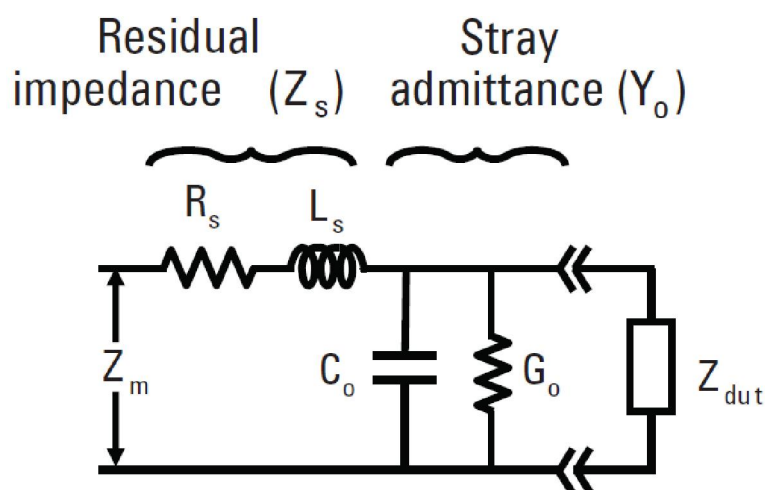 Residual
impedance (Zs)
Stray
admittance (Yo)
Rs
Ls
Zm
Co
Go
Zdut